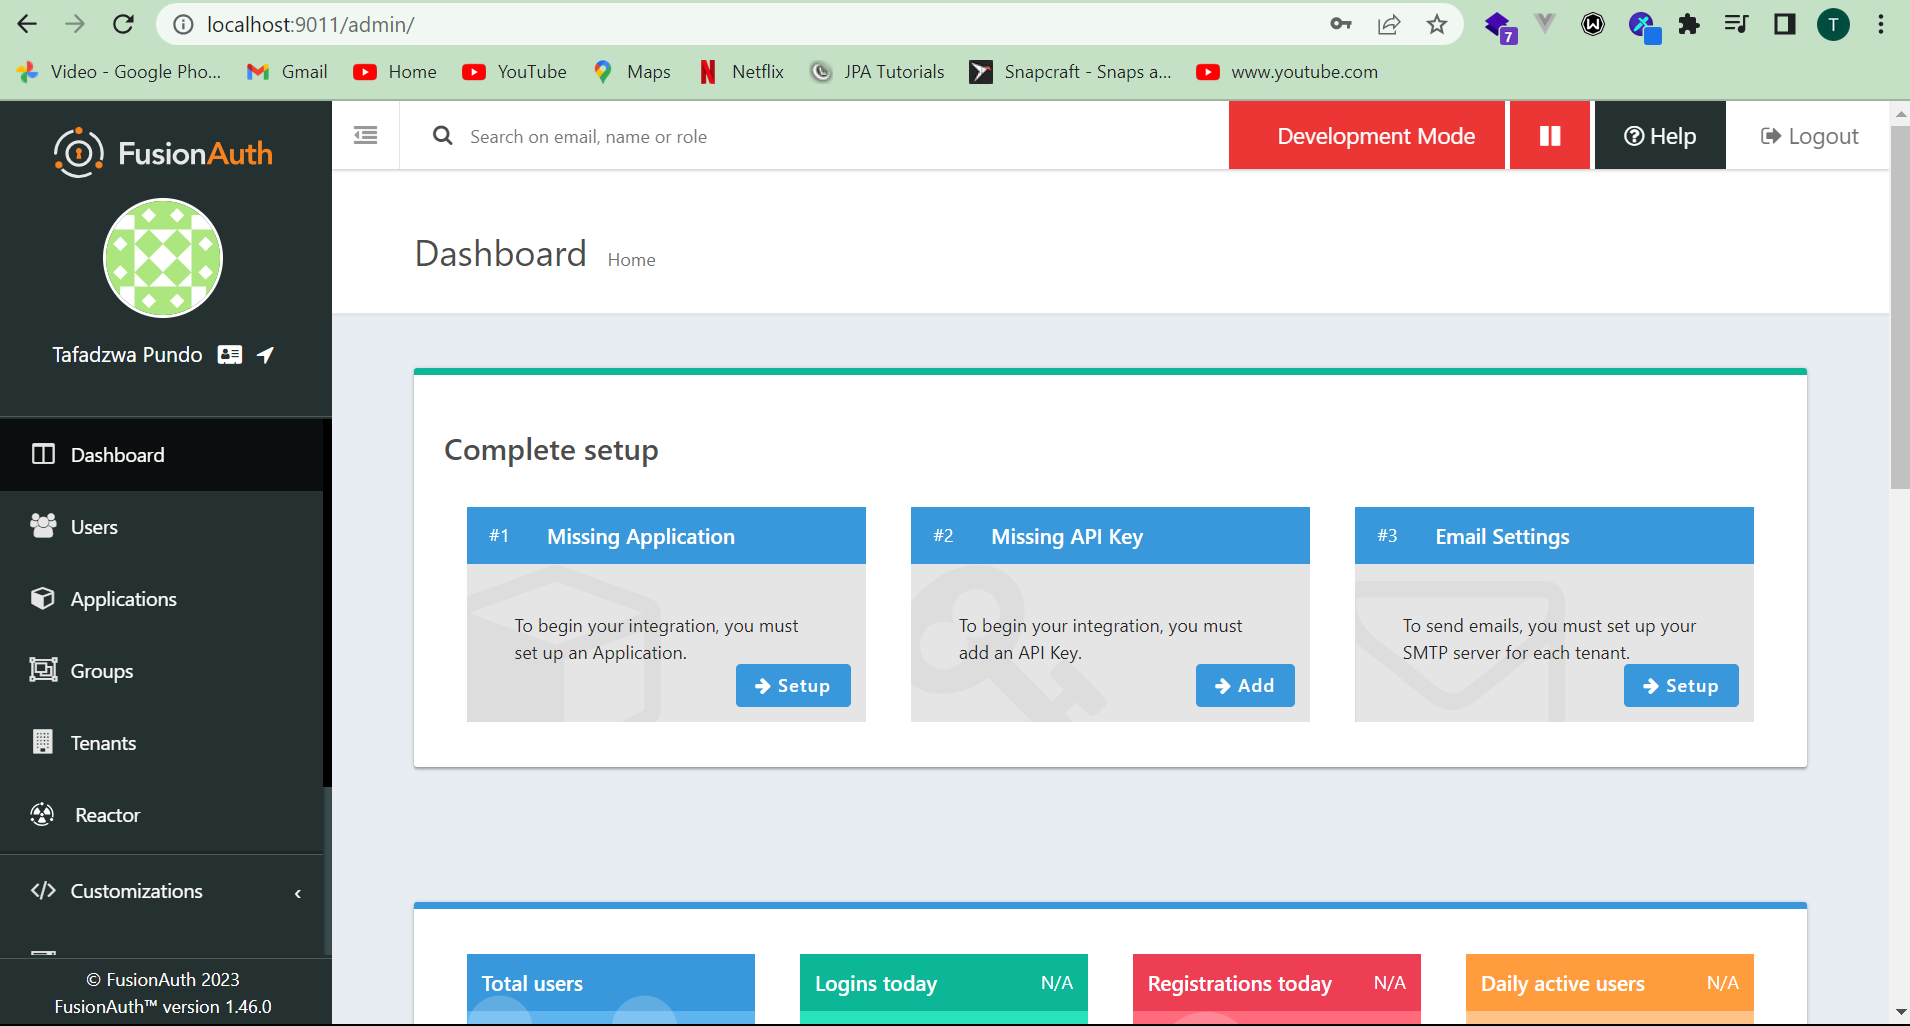 localhost:9011/admin/
7
T
Video - Google Pho...
Gmail
Home
YouTube
Maps
Netflix
JPA Tutorials
Snapcraft - Snaps a...
www.youtube.com
FusionAuth
Search on email, name or role
Development Mode
Help
Logout
Tafadzwa Pundo
Dashboard
Users
Applications
Groups
Tenants
Reactor
Customizations
© FusionAuth 2023
FusionAuth™ version 1.46.0
Dashboard Home
Complete setup
#1 Missing Application
To begin your integration, you must
set up an Application.
Setup
#2 Missing API Key
To begin your integration, you must
add an API Key.
Add
#3 Email Settings
To send emails, you must set up your
SMTP server for each tenant.
Setup
Total users
Logins today N/A
Registrations today N/A
Daily active users N/A